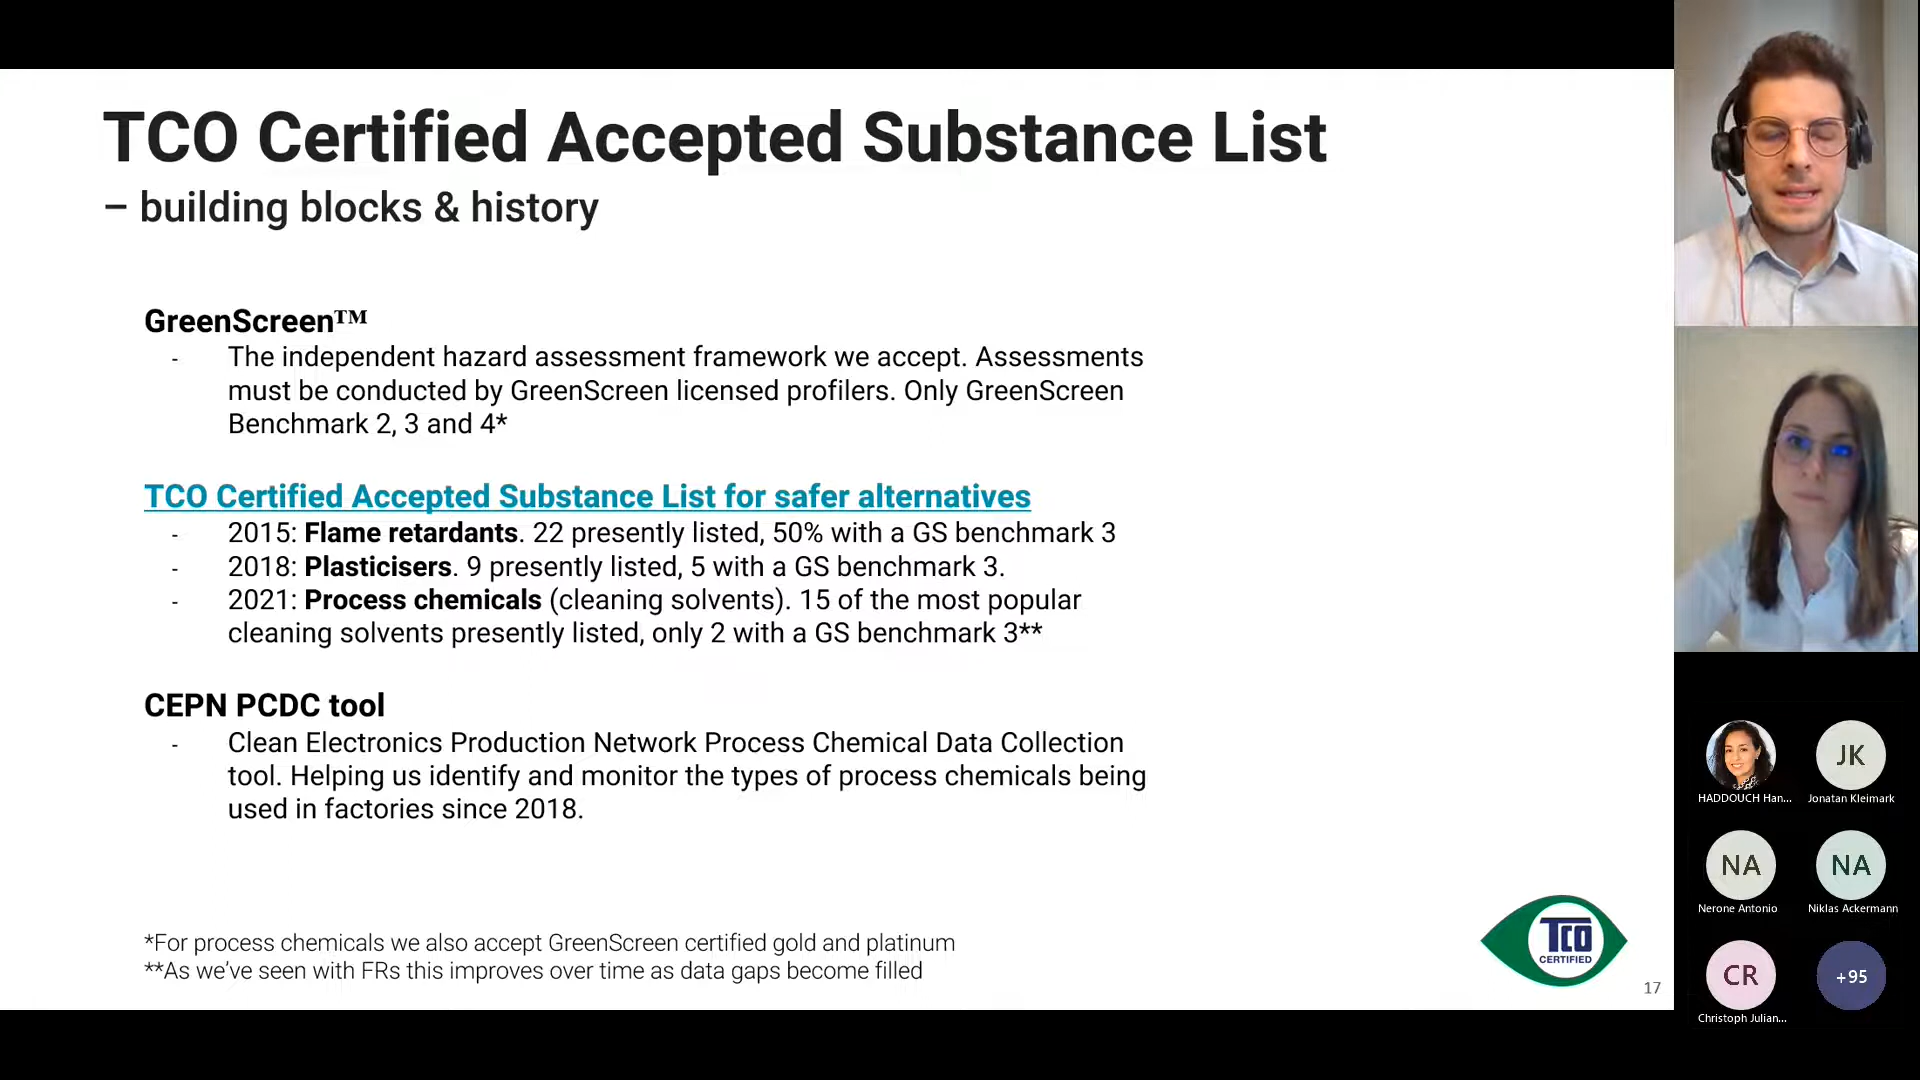 TCO Certified Accepted Substance List
– building blocks & history
GreenScreen™
- The independent hazard assessment framework we accept. Assessments
must be conducted by GreenScreen licensed profilers. Only GreenScreen
Benchmark 2, 3 and 4*
TCO Certified Accepted Substance List for safer alternatives
- 2015: Flame retardants. 22 presently listed, 50% with a GS benchmark 3
- 2018: Plasticisers. 9 presently listed, 5 with a GS benchmark 3.
- 2021: Process chemicals (cleaning solvents). 15 of the most popular
cleaning solvents presently listed, only 2 with a GS benchmark 3**
CEPN PCDC tool
- Clean Electronics Production Network Process Chemical Data Collection
tool. Helping us identify and monitor the types of process chemicals being
used in factories since 2018.
*For process chemicals we also accept GreenScreen certified gold and platinum
**As we've seen with FRs this improves over time as data gaps become filled
TCO
CERTIFIED
17
HADDOUCH Han...
JK
Jonatan Kleimark
NA
Nerone Antonio
NA
Niklas Ackermann
CR
Christoph Julian...
+95